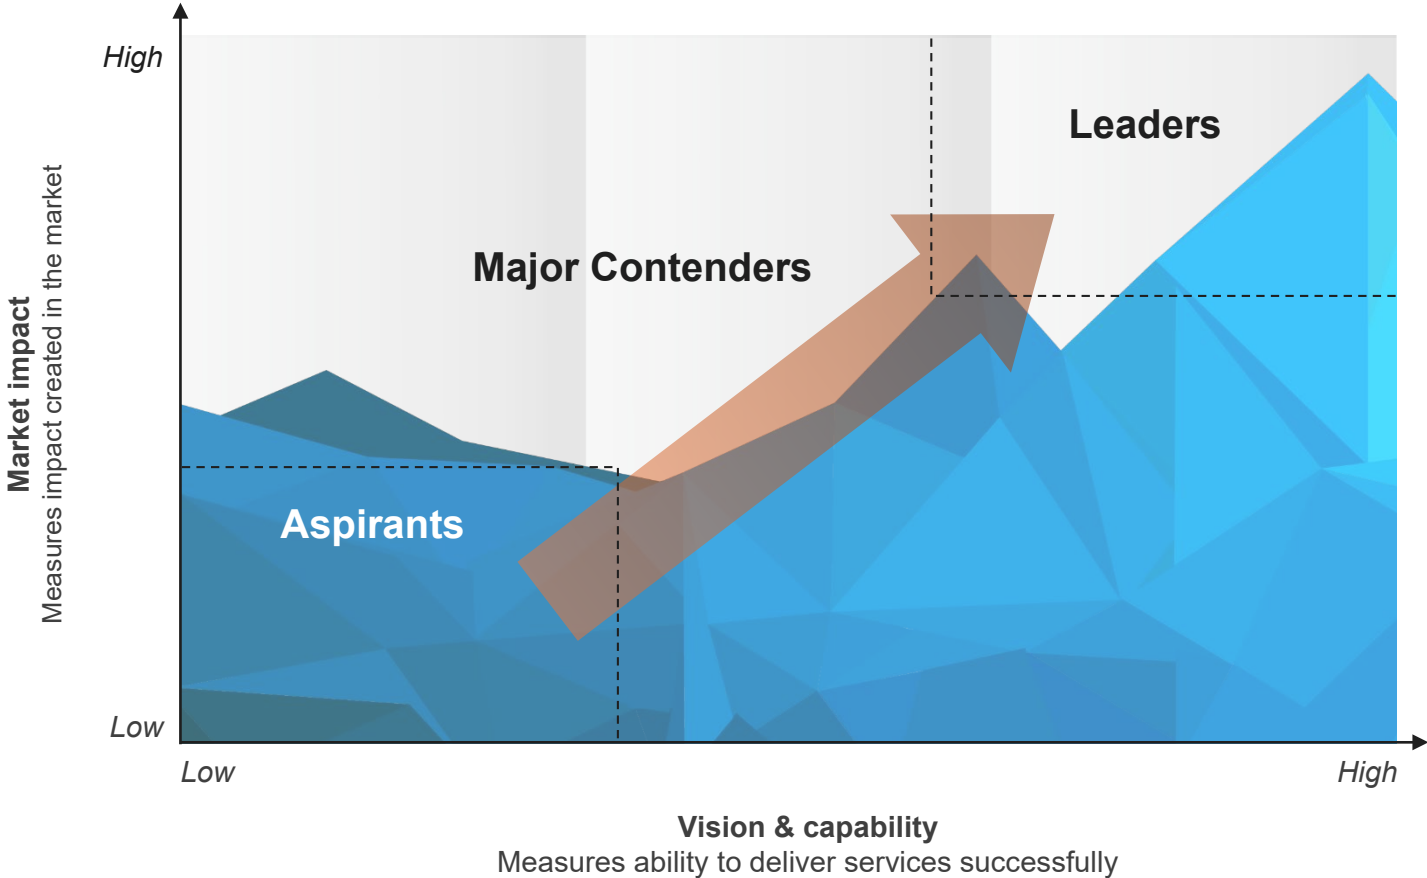 High
Leaders
Major Contenders
Market impact
Measures impact created in the market
Aspirants
Low
Low
High
Vision & capability
Measures ability to deliver services successfully